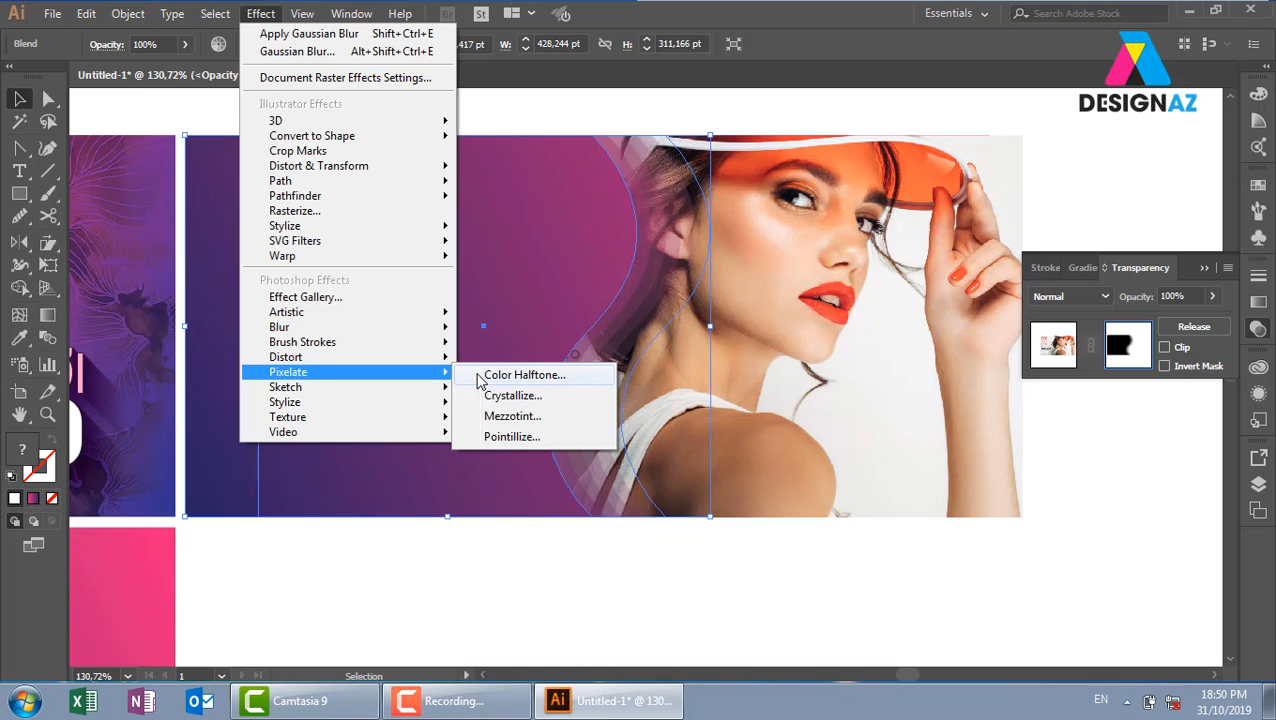 Ai File Edit Object Type Select Effect View Window Help Br St Essentials Search Adobe Stock
Blend Opacity: 100% ,417 pt W: 428,244 pt H: 311,166 pt
Untitled-1* @ 130,72% (<Opacity
Apply Gaussian Blur Shift+Ctrl+E
Gaussian Blur... Alt+Shift+Ctrl+E
Document Raster Effects Settings...
Illustrator Effects
3D
Convert to Shape
Crop Marks
Distort & Transform
Path
Pathfinder
Rasterize...
Stylize
SVG Filters
Warp
Photoshop Effects
Effect Gallery...
Artistic
Blur
Brush Strokes
Distort
Pixelate
Sketch
Stylize
Texture
Video
Color Halftone...
Crystallize...
Mezzotint...
Pointillize...
DESIGNAZ
Stroke Gradie Transparency
Normal Opacity: 100%
Release
Clip
Invert Mask
130,72% 1 Selection
Camtasia 9 Recording... Ai Untitled-1* @ 130... EN 18:50 PM
31/10/2019